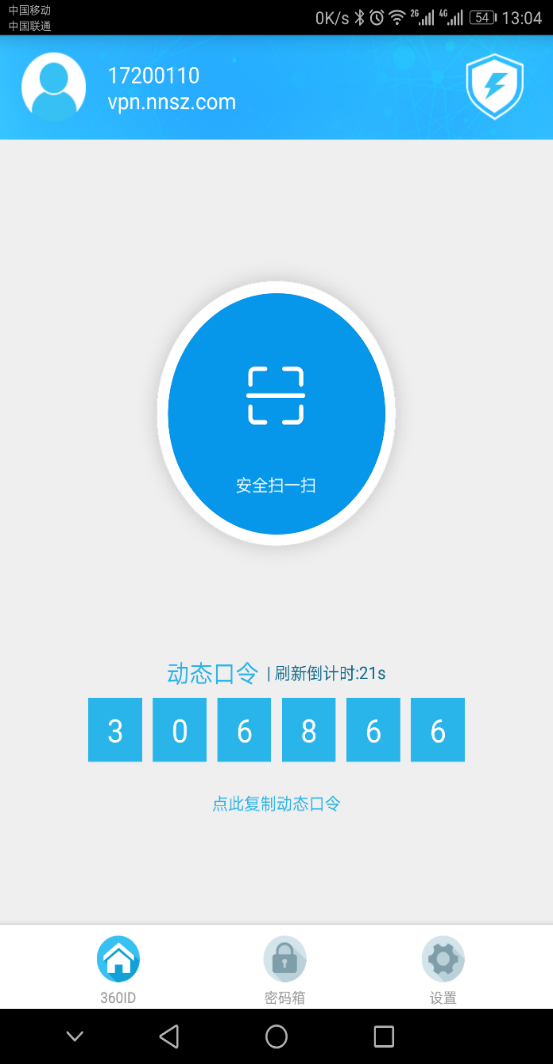 中国移动
中国联通
0K/s 2G 4G 54 13:04
17200110
vpn.nnsz.com
安全扫一扫
动态口令 | 刷新倒计时:21s
3 0 6 8 6 6
点此复制动态口令
360ID 密码箱 设置